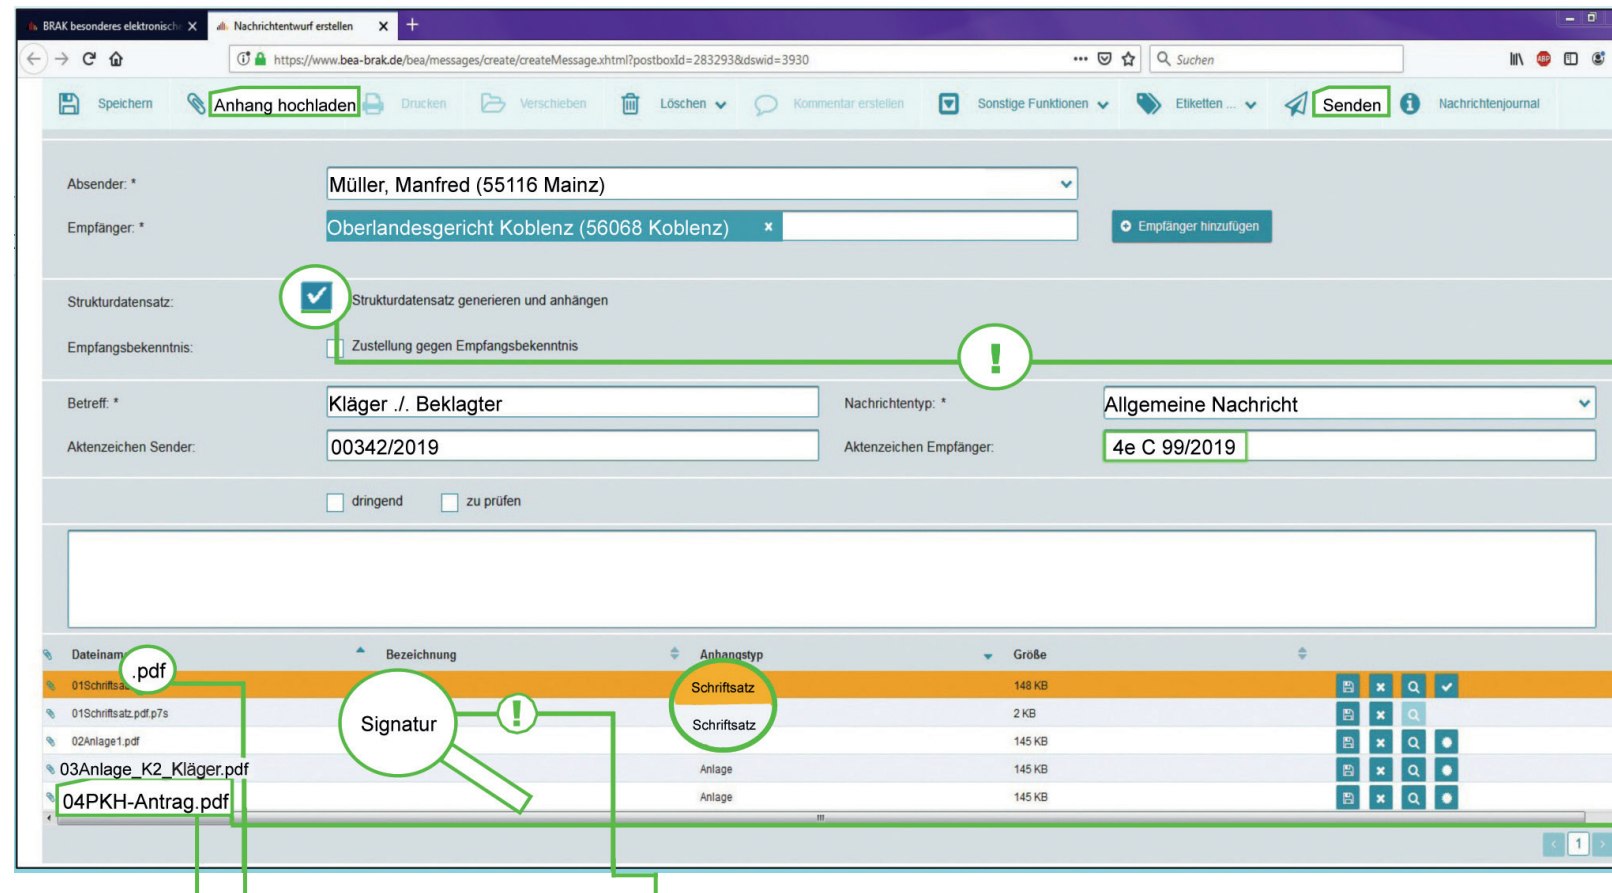 BRAK besonderes elektronisch
Nachrichtentwurf erstellen
https://www.bea-brak.de/bea/messages/create/createMessage.xhtml?postboxId=283293&dswid=3930
Suchen
ABP
Speichern
Anhang hochladen
Drucken
Verschieben
Löschen
Kommentar erstellen
Sonstige Funktionen
Etiketten ...
Senden
Nachrichtenjournal
Absender: *
Müller, Manfred (55116 Mainz)
Empfänger: *
Oberlandesgericht Koblenz (56068 Koblenz) x
Empfänger hinzufügen
Strukturdatensatz:
Strukturdatensatz generieren und anhängen
Empfangsbekenntnis:
Zustellung gegen Empfangsbekenntnis
!
Betreff: *
Kläger ./. Beklagter
Nachrichtentyp: *
Allgemeine Nachricht
Aktenzeichen Sender:
00342/2019
Aktenzeichen Empfänger:
4e C 99/2019
dringend
zu prüfen
Dateiname
Bezeichnung
Anhangstyp
Größe
.pdf
01Schriftsa
Schriftsatz
148 KB
01Schriftsatz.pdf.p7s
Signatur
!
Schriftsatz
2 KB
02Anlage1.pdf
145 KB
03Anlage_K2_Kläger.pdf
Anlage
145 KB
04PKH-Antrag.pdf
Anlage
145 KB
1